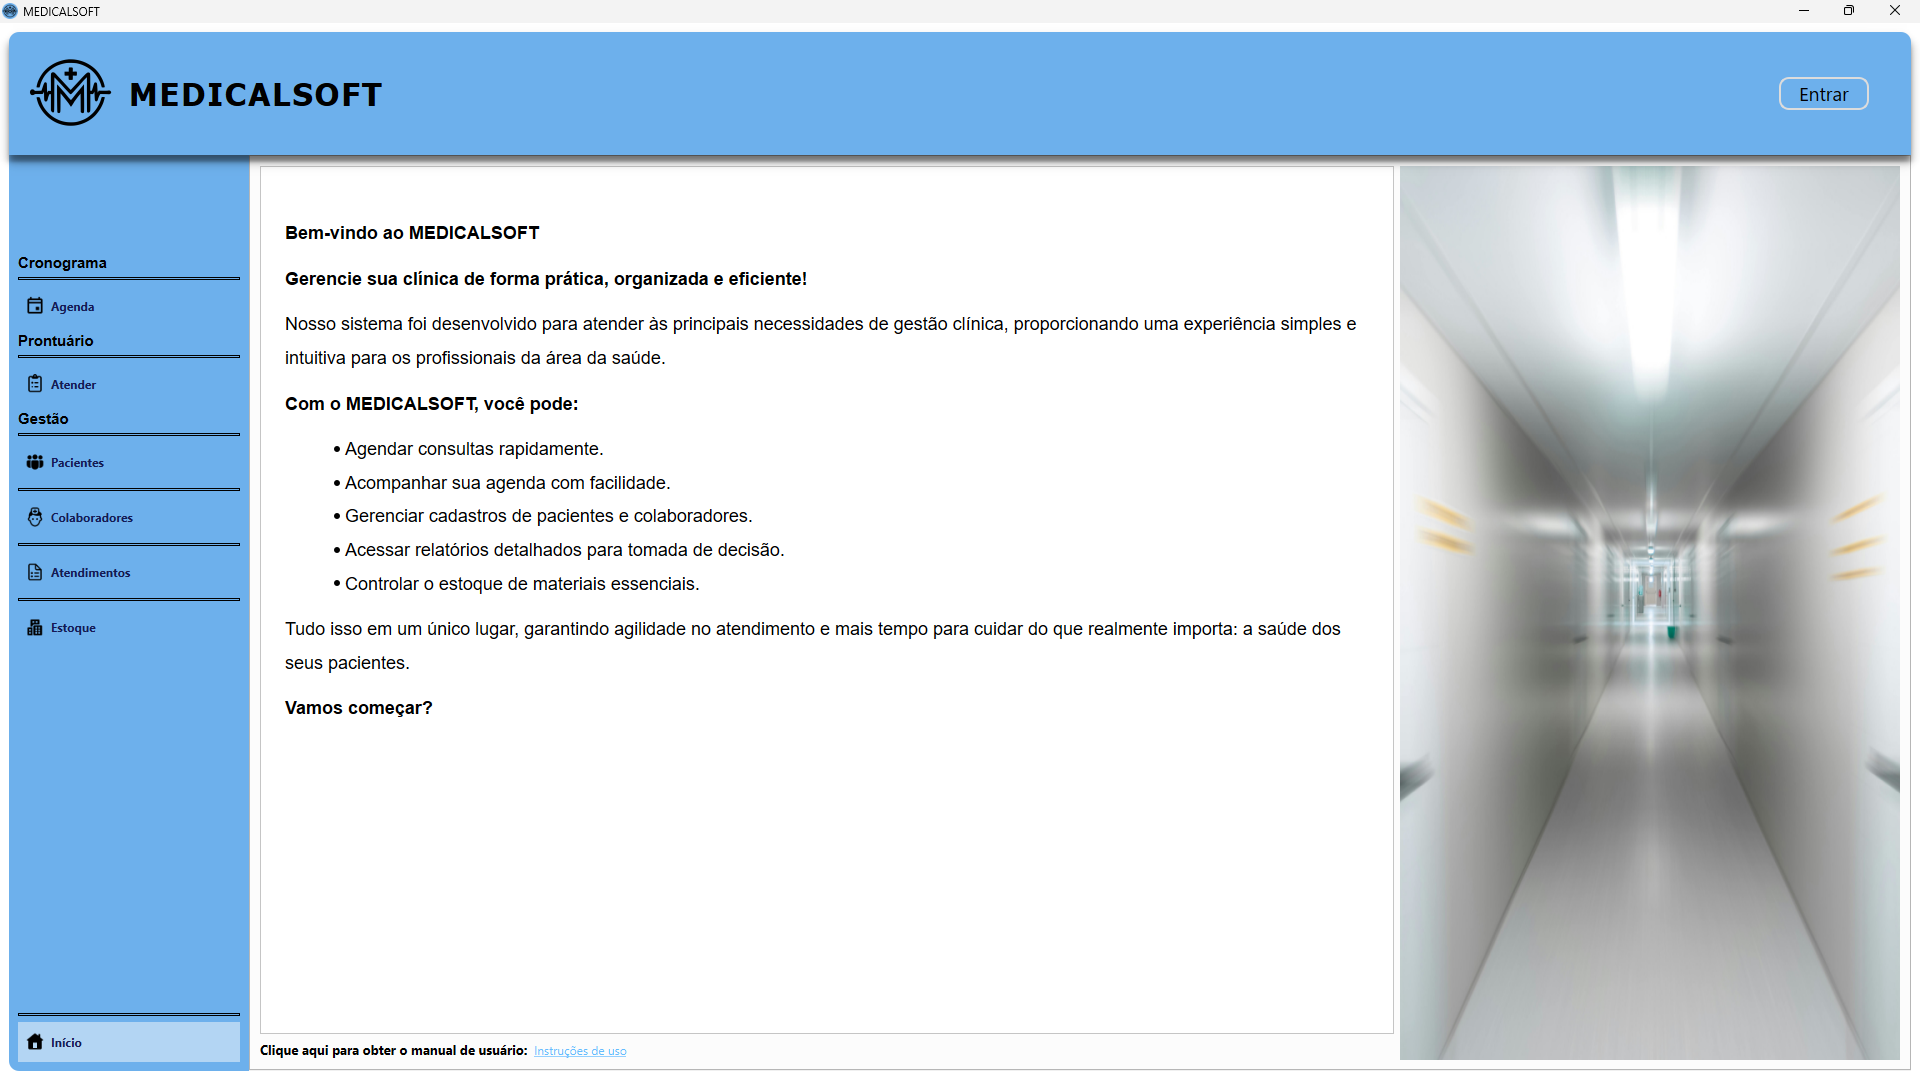 MEDICALSOFT
MEDICALSOFT
Entrar
Cronograma
Agenda
Prontuário
Atender
Gestão
Pacientes
Colaboradores
Atendimentos
Estoque
Início
Bem-vindo ao MEDICALSOFT
Gerencie sua clínica de forma prática, organizada e eficiente!
Nosso sistema foi desenvolvido para atender às principais necessidades de gestão clínica, proporcionando uma experiência simples e
intuitiva para os profissionais da área da saúde.
Com o MEDICALSOFT, você pode:
• Agendar consultas rapidamente.
• Acompanhar sua agenda com facilidade.
• Gerenciar cadastros de pacientes e colaboradores.
• Acessar relatórios detalhados para tomada de decisão.
• Controlar o estoque de materiais essenciais.
Tudo isso em um único lugar, garantindo agilidade no atendimento e mais tempo para cuidar do que realmente importa: a saúde dos
seus pacientes.
Vamos começar?
Clique aqui para obter o manual de usuário: Instruções de uso